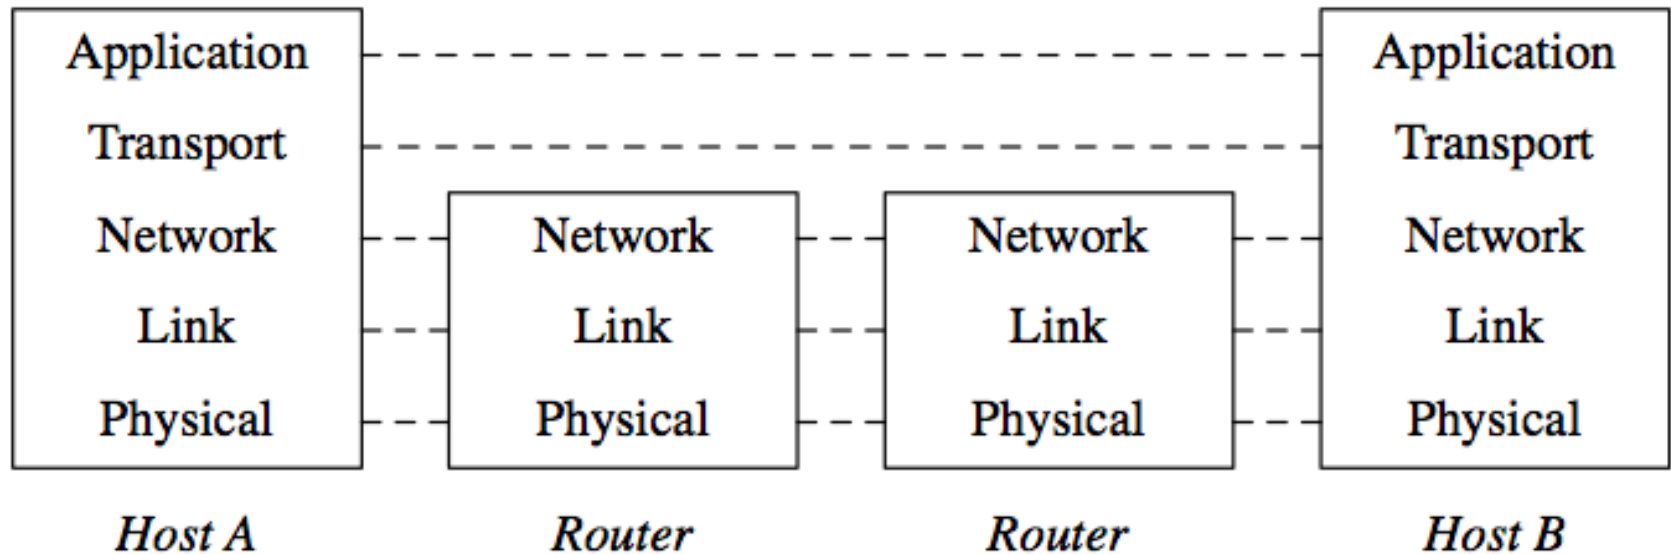 Application Application
Transport Transport
Network Network Network Network
Link Link Link Link
Physical Physical Physical Physical
Host A Router Router Host B